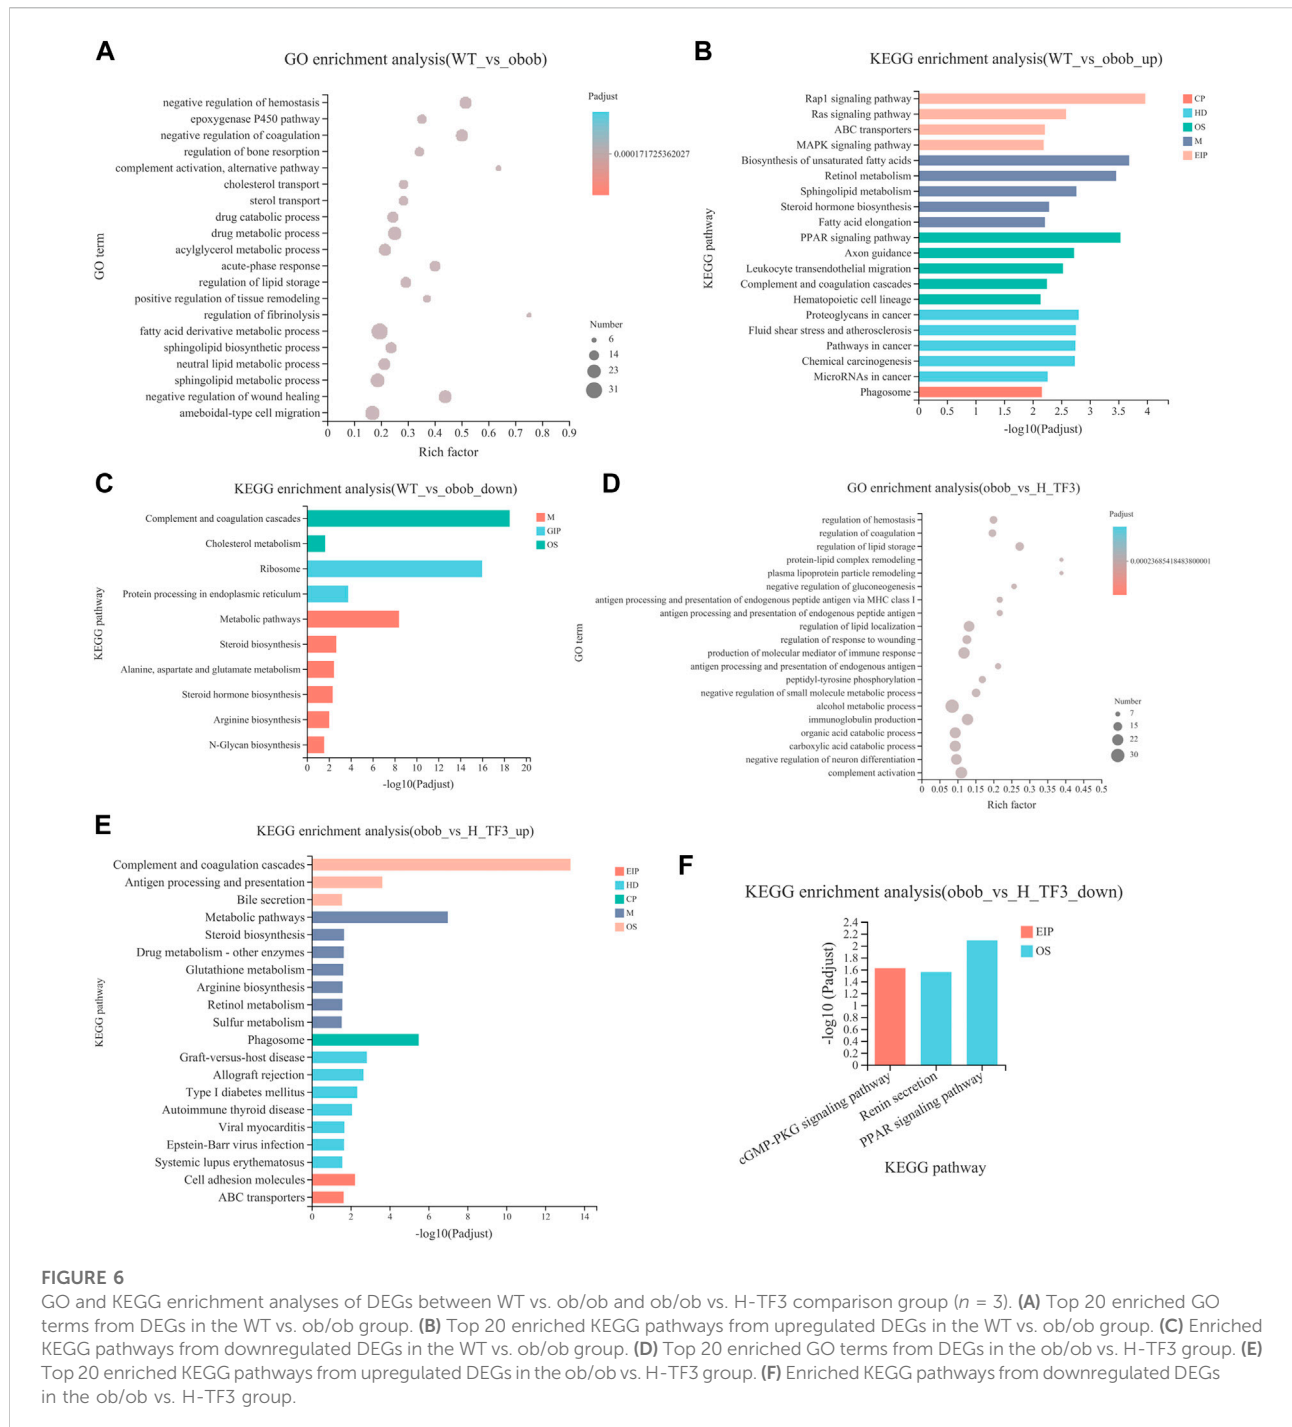 A
GO enrichment analysis(WT_vs_obob)
GO term
negative regulation of hemostasis
epoxygenase P450 pathway
negative regulation of coagulation
regulation of bone resorption
complement activation, alternative pathway
cholesterol transport
sterol transport
drug catabolic process
drug metabolic process
acylglycerol metabolic process
acute-phase response
regulation of lipid storage
positive regulation of tissue remodeling
regulation of fibrinolysis
fatty acid derivative metabolic process
sphingolipid biosynthetic process
neutral lipid metabolic process
sphingolipid metabolic process
negative regulation of wound healing
ameboidal-type cell migration
0 0.1 0.2 0.3 0.4 0.5 0.6 0.7 0.8 0.9
Rich factor
Padjust
0.000171725362027
Number
6
14
23
31
B
KEGG enrichment analysis(WT_vs_obob_up)
KEGG pathway
Rap1 signaling pathway
Ras signaling pathway
ABC transporters
MAPK signaling pathway
Biosynthesis of unsaturated fatty acids
Retinol metabolism
Sphingolipid metabolism
Steroid hormone biosynthesis
Fatty acid elongation
PPAR signaling pathway
Axon guidance
Leukocyte transendothelial migration
Complement and coagulation cascades
Hematopoietic cell lineage
Proteoglycans in cancer
Fluid shear stress and atherosclerosis
Pathways in cancer
Chemical carcinogenesis
MicroRNAs in cancer
Phagosome
0 0.5 1 1.5 2 2.5 3 3.5 4
-log10(Padjust)
CP
HD
OS
M
EIP
C
KEGG enrichment analysis(WT_vs_obob_down)
KEGG pathway
Complement and coagulation cascades
Cholesterol metabolism
Ribosome
Protein processing in endoplasmic reticulum
Metabolic pathways
Steroid biosynthesis
Alanine, aspartate and glutamate metabolism
Steroid hormone biosynthesis
Arginine biosynthesis
N-Glycan biosynthesis
0 2 4 6 8 10 12 14 16 18 20
-log10(Padjust)
M
GIP
OS
D
GO enrichment analysis(obob_vs_H_TF3)
GO term
regulation of hemostasis
regulation of coagulation
regulation of lipid storage
protein-lipid complex remodeling
plasma lipoprotein particle remodeling
negative regulation of gluconeogenesis
antigen processing and presentation of endogenous peptide antigen via MHC class I
antigen processing and presentation of endogenous peptide antigen
regulation of lipid localization
regulation of response to wounding
production of molecular mediator of immune response
antigen processing and presentation of endogenous antigen
peptidyl-tyrosine phosphorylation
negative regulation of small molecule metabolic process
alcohol metabolic process
immunoglobulin production
organic acid catabolic process
carboxylic acid catabolic process
negative regulation of neuron differentiation
complement activation
0 0.05 0.1 0.15 0.2 0.25 0.3 0.35 0.4 0.45 0.5
Rich factor
Padjust
0.00023685418483800001
Number
7
15
22
30
E
KEGG enrichment analysis(obob_vs_H_TF3_up)
KEGG pathway
Complement and coagulation cascades
Antigen processing and presentation
Bile secretion
Metabolic pathways
Steroid biosynthesis
Drug metabolism - other enzymes
Glutathione metabolism
Arginine biosynthesis
Retinol metabolism
Sulfur metabolism
Phagosome
Graft-versus-host disease
Allograft rejection
Type I diabetes mellitus
Autoimmune thyroid disease
Viral myocarditis
Epstein-Barr virus infection
Systemic lupus erythematosus
Cell adhesion molecules
ABC transporters
0 2 4 6 8 10 12 14
-log10(Padjust)
EIP
HD
CP
M
OS
F
KEGG enrichment analysis(obob_vs_H_TF3_down)
-log10 (Padjust)
2.4
2.2
2
1.8
1.6
1.4
1.2
1
0.8
0.6
0.4
0.2
0
cGMP-PKG signaling pathway
Renin secretion
PPAR signaling pathway
KEGG pathway
EIP
OS
FIGURE 6
GO and KEGG enrichment analyses of DEGs between WT vs. ob/ob and ob/ob vs. H-TF3 comparison group (n = 3). (A) Top 20 enriched GO
terms from DEGs in the WT vs. ob/ob group. (B) Top 20 enriched KEGG pathways from upregulated DEGs in the WT vs. ob/ob group. (C) Enriched
KEGG pathways from downregulated DEGs in the WT vs. ob/ob group. (D) Top 20 enriched GO terms from DEGs in the ob/ob vs. H-TF3 group. (E)
Top 20 enriched KEGG pathways from upregulated DEGs in the ob/ob vs. H-TF3 group. (F) Enriched KEGG pathways from downregulated DEGs
in the ob/ob vs. H-TF3 group.